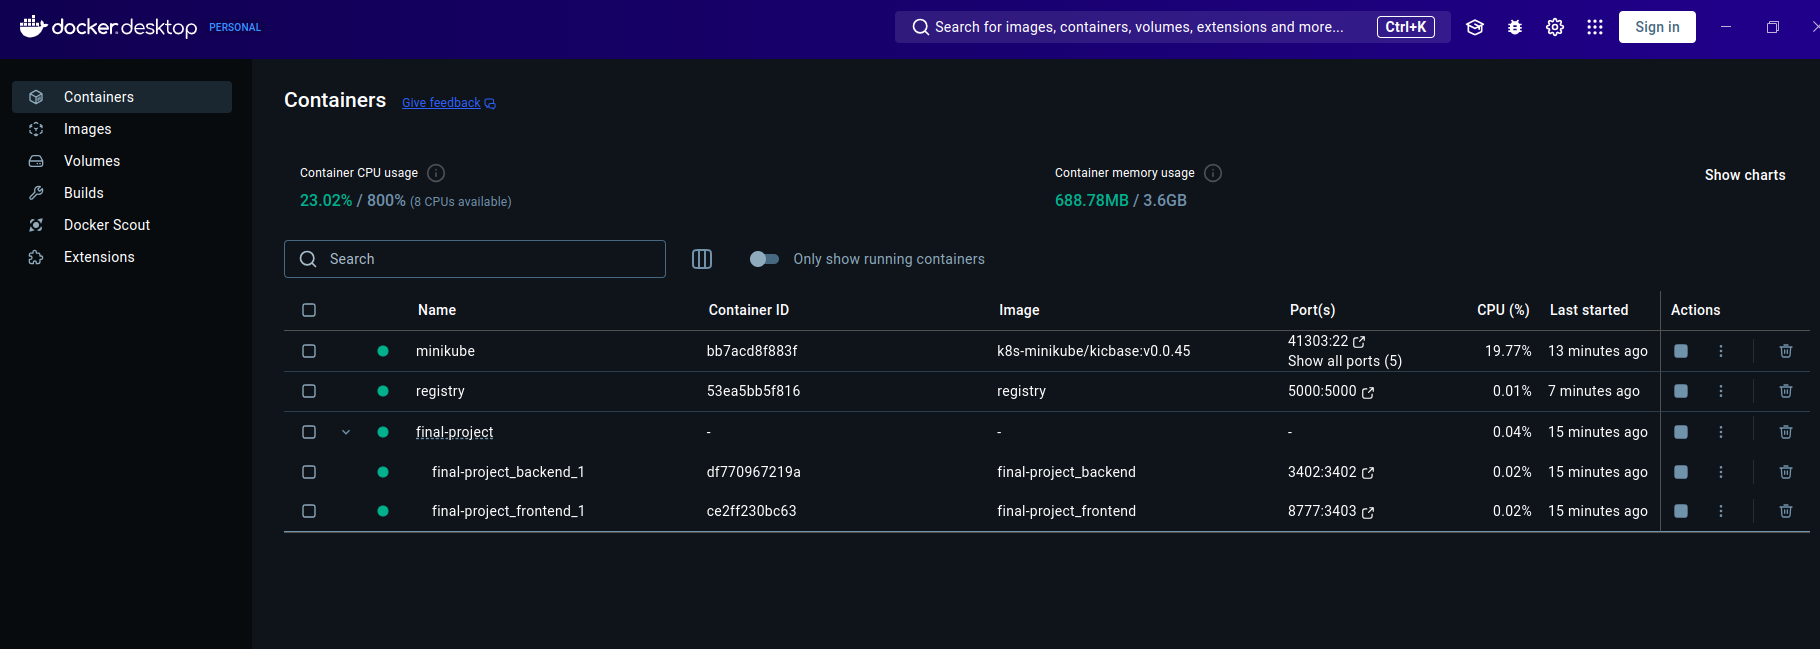 docker.desktop PERSONAL Search for images, containers, volumes, extensions and more... Ctrl+K Sign in
Containers
Images
Volumes
Builds
Docker Scout
Extensions
Containers Give feedback
Container CPU usage
23.02% / 800% (8 CPUs available)
Container memory usage
688.78MB / 3.6GB
Show charts
Search Only show running containers
Name Container ID Image Port(s) CPU (%) Last started Actions
minikube bb7acd8f883f k8s-minikube/kicbase:v0.0.45 41303:22 19.77% 13 minutes ago
Show all ports (5)
registry 53ea5bb5f816 registry 5000:5000 0.01% 7 minutes ago
final-project - - - 0.04% 15 minutes ago
final-project_backend_1 df770967219a final-project_backend 3402:3402 0.02% 15 minutes ago
final-project_frontend_1 ce2ff230bc63 final-project_frontend 8777:3403 0.02% 15 minutes ago